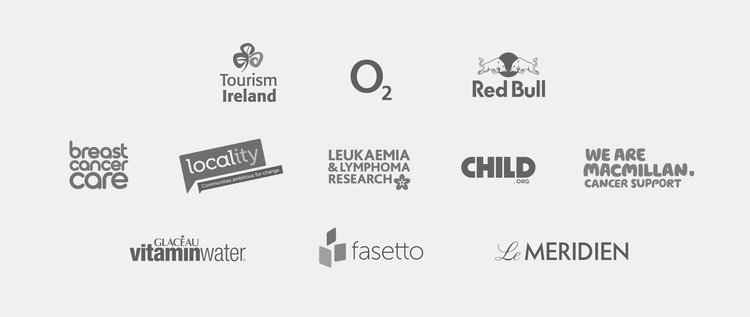 Tourism
Ireland
O2
Red Bull
breast
cancer
care
locality
Communities ambitious for change
LEUKAEMIA
& LYMPHOMA
RESEARCH
CHILD
.ORG
WE ARE
MACMILLAN.
CANCER SUPPORT
GLACÉAU
vitaminwater
fasetto
Le MERIDIEN